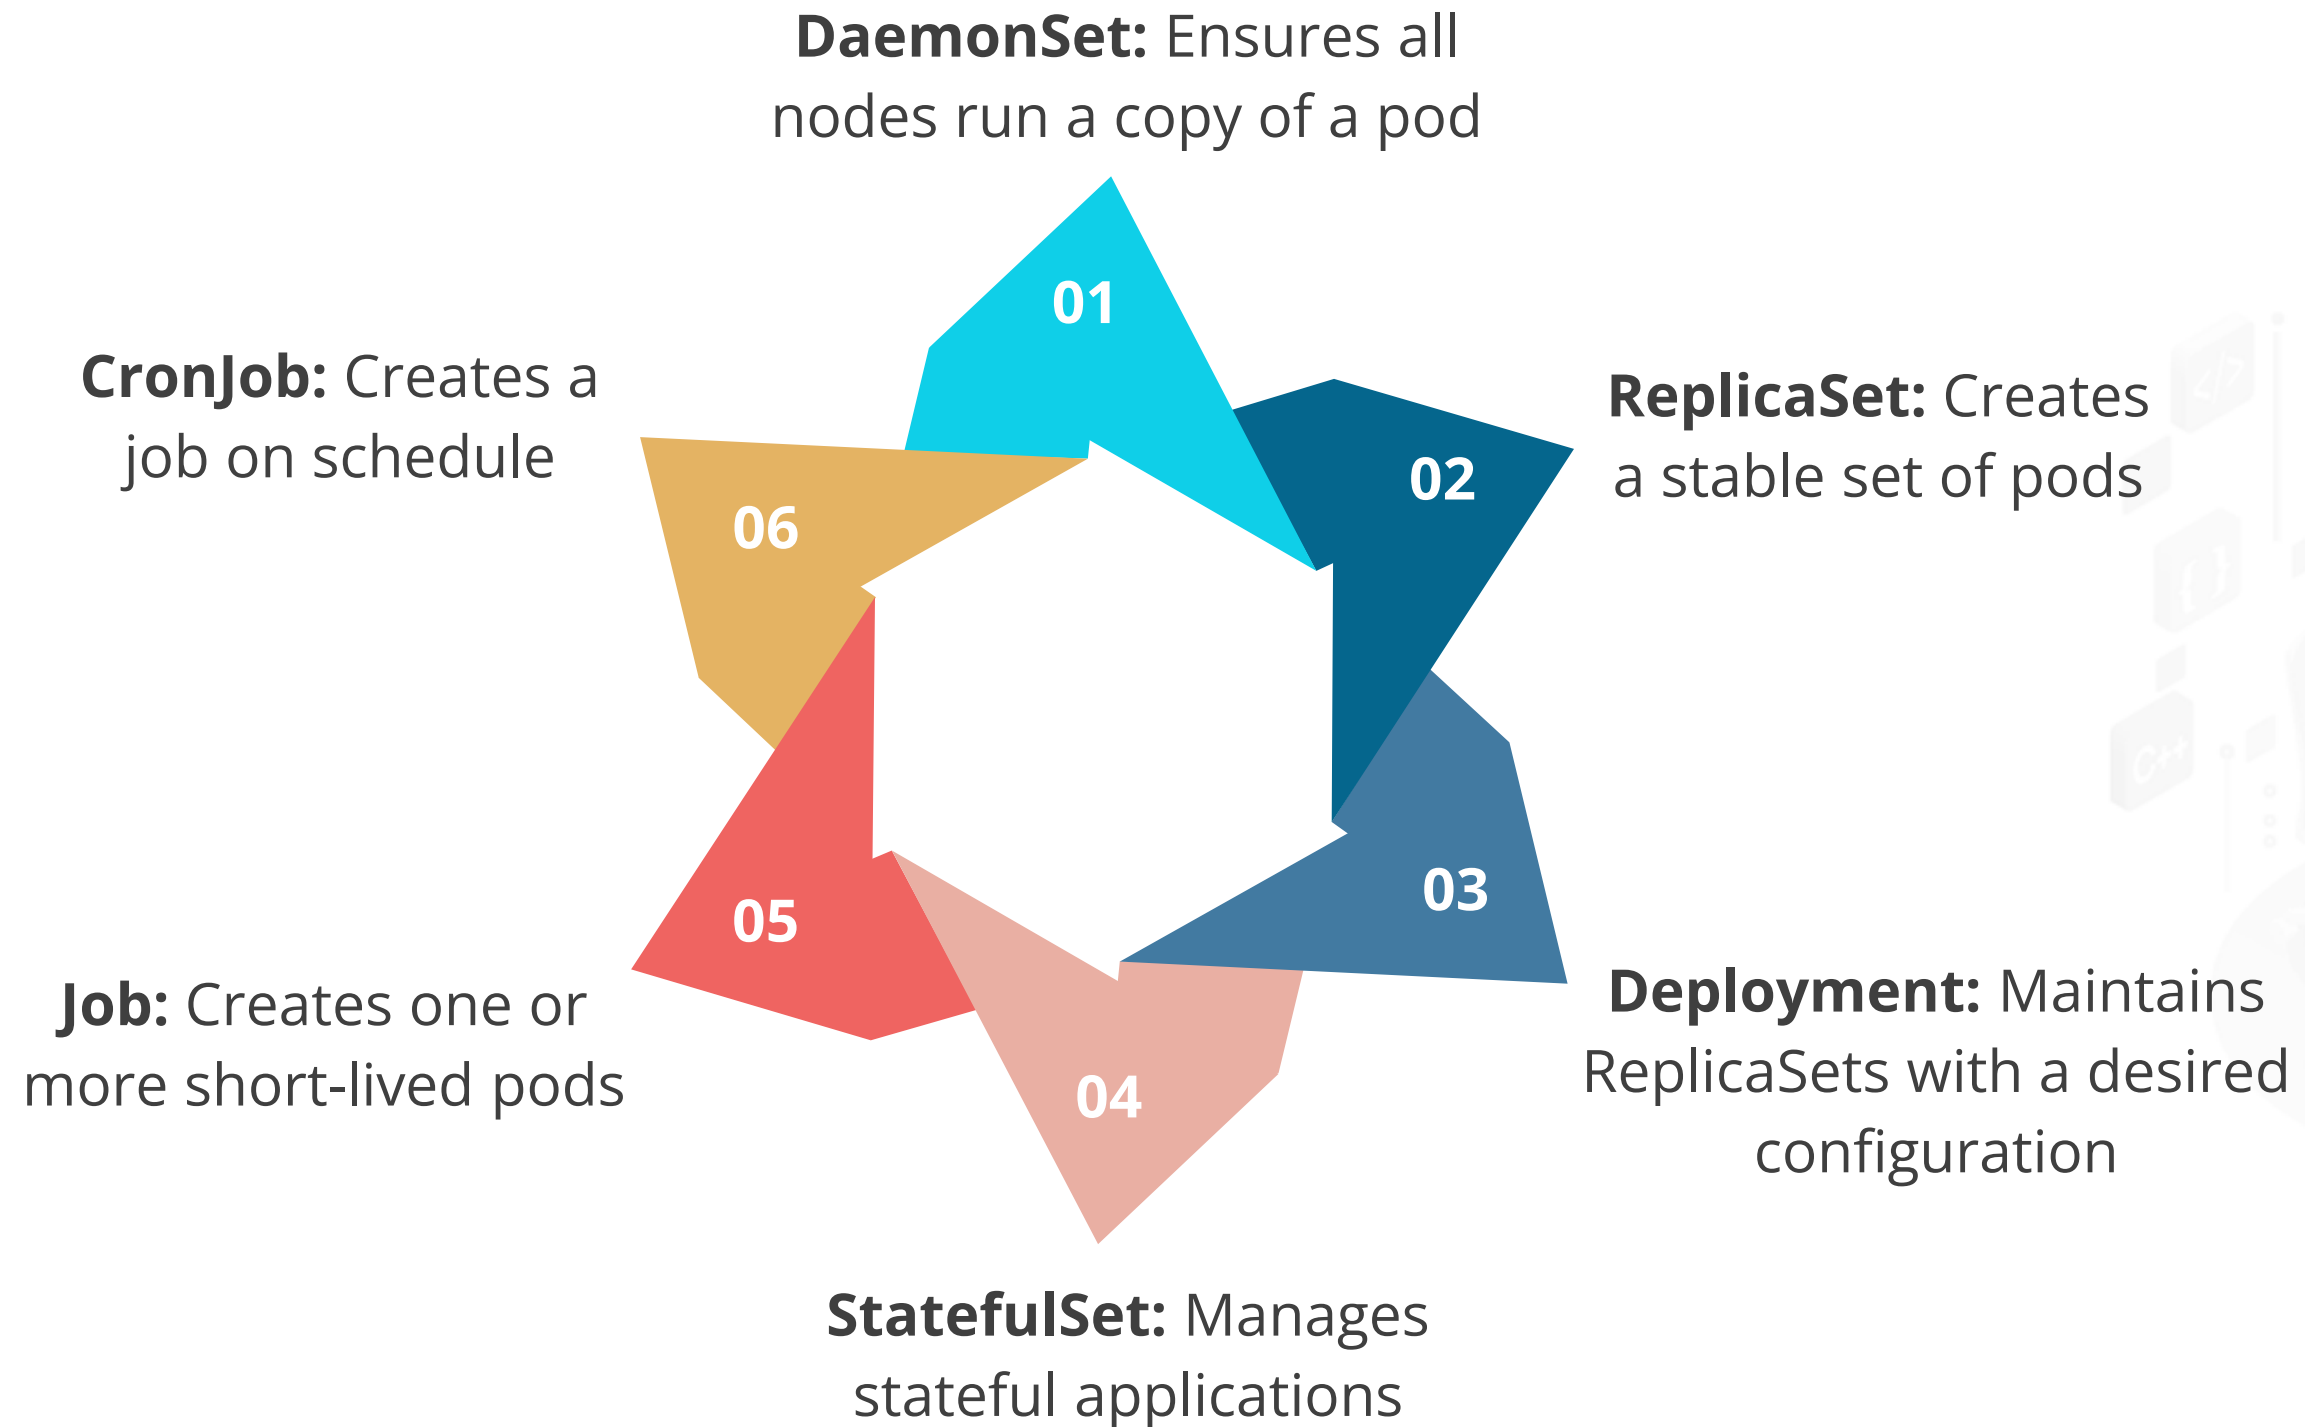 DaemonSet: Ensures all
nodes run a copy of a pod
01
ReplicaSet: Creates
a stable set of pods
02
Deployment: Maintains
ReplicaSets with a desired
configuration
03
StatefulSet: Manages
stateful applications
04
Job: Creates one or
more short-lived pods
05
CronJob: Creates a
job on schedule
06
</>
{ }
C++